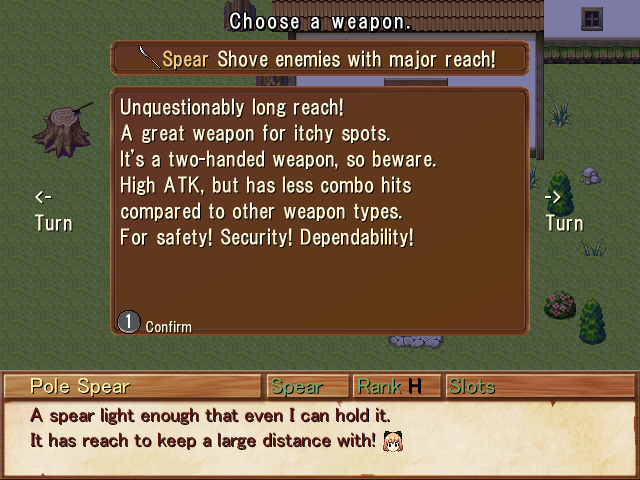 Choose a weapon.
Spear Shove enemies with major reach!
Unquestionably long reach!
A great weapon for itchy spots.
It's a two-handed weapon, so beware.
High ATK, but has less combo hits
compared to other weapon types.
For safety! Security! Dependability!
<-
Turn
->
Turn
1 Confirm
Pole Spear Spear Rank H Slots
A spear light enough that even I can hold it.
It has reach to keep a large distance with!